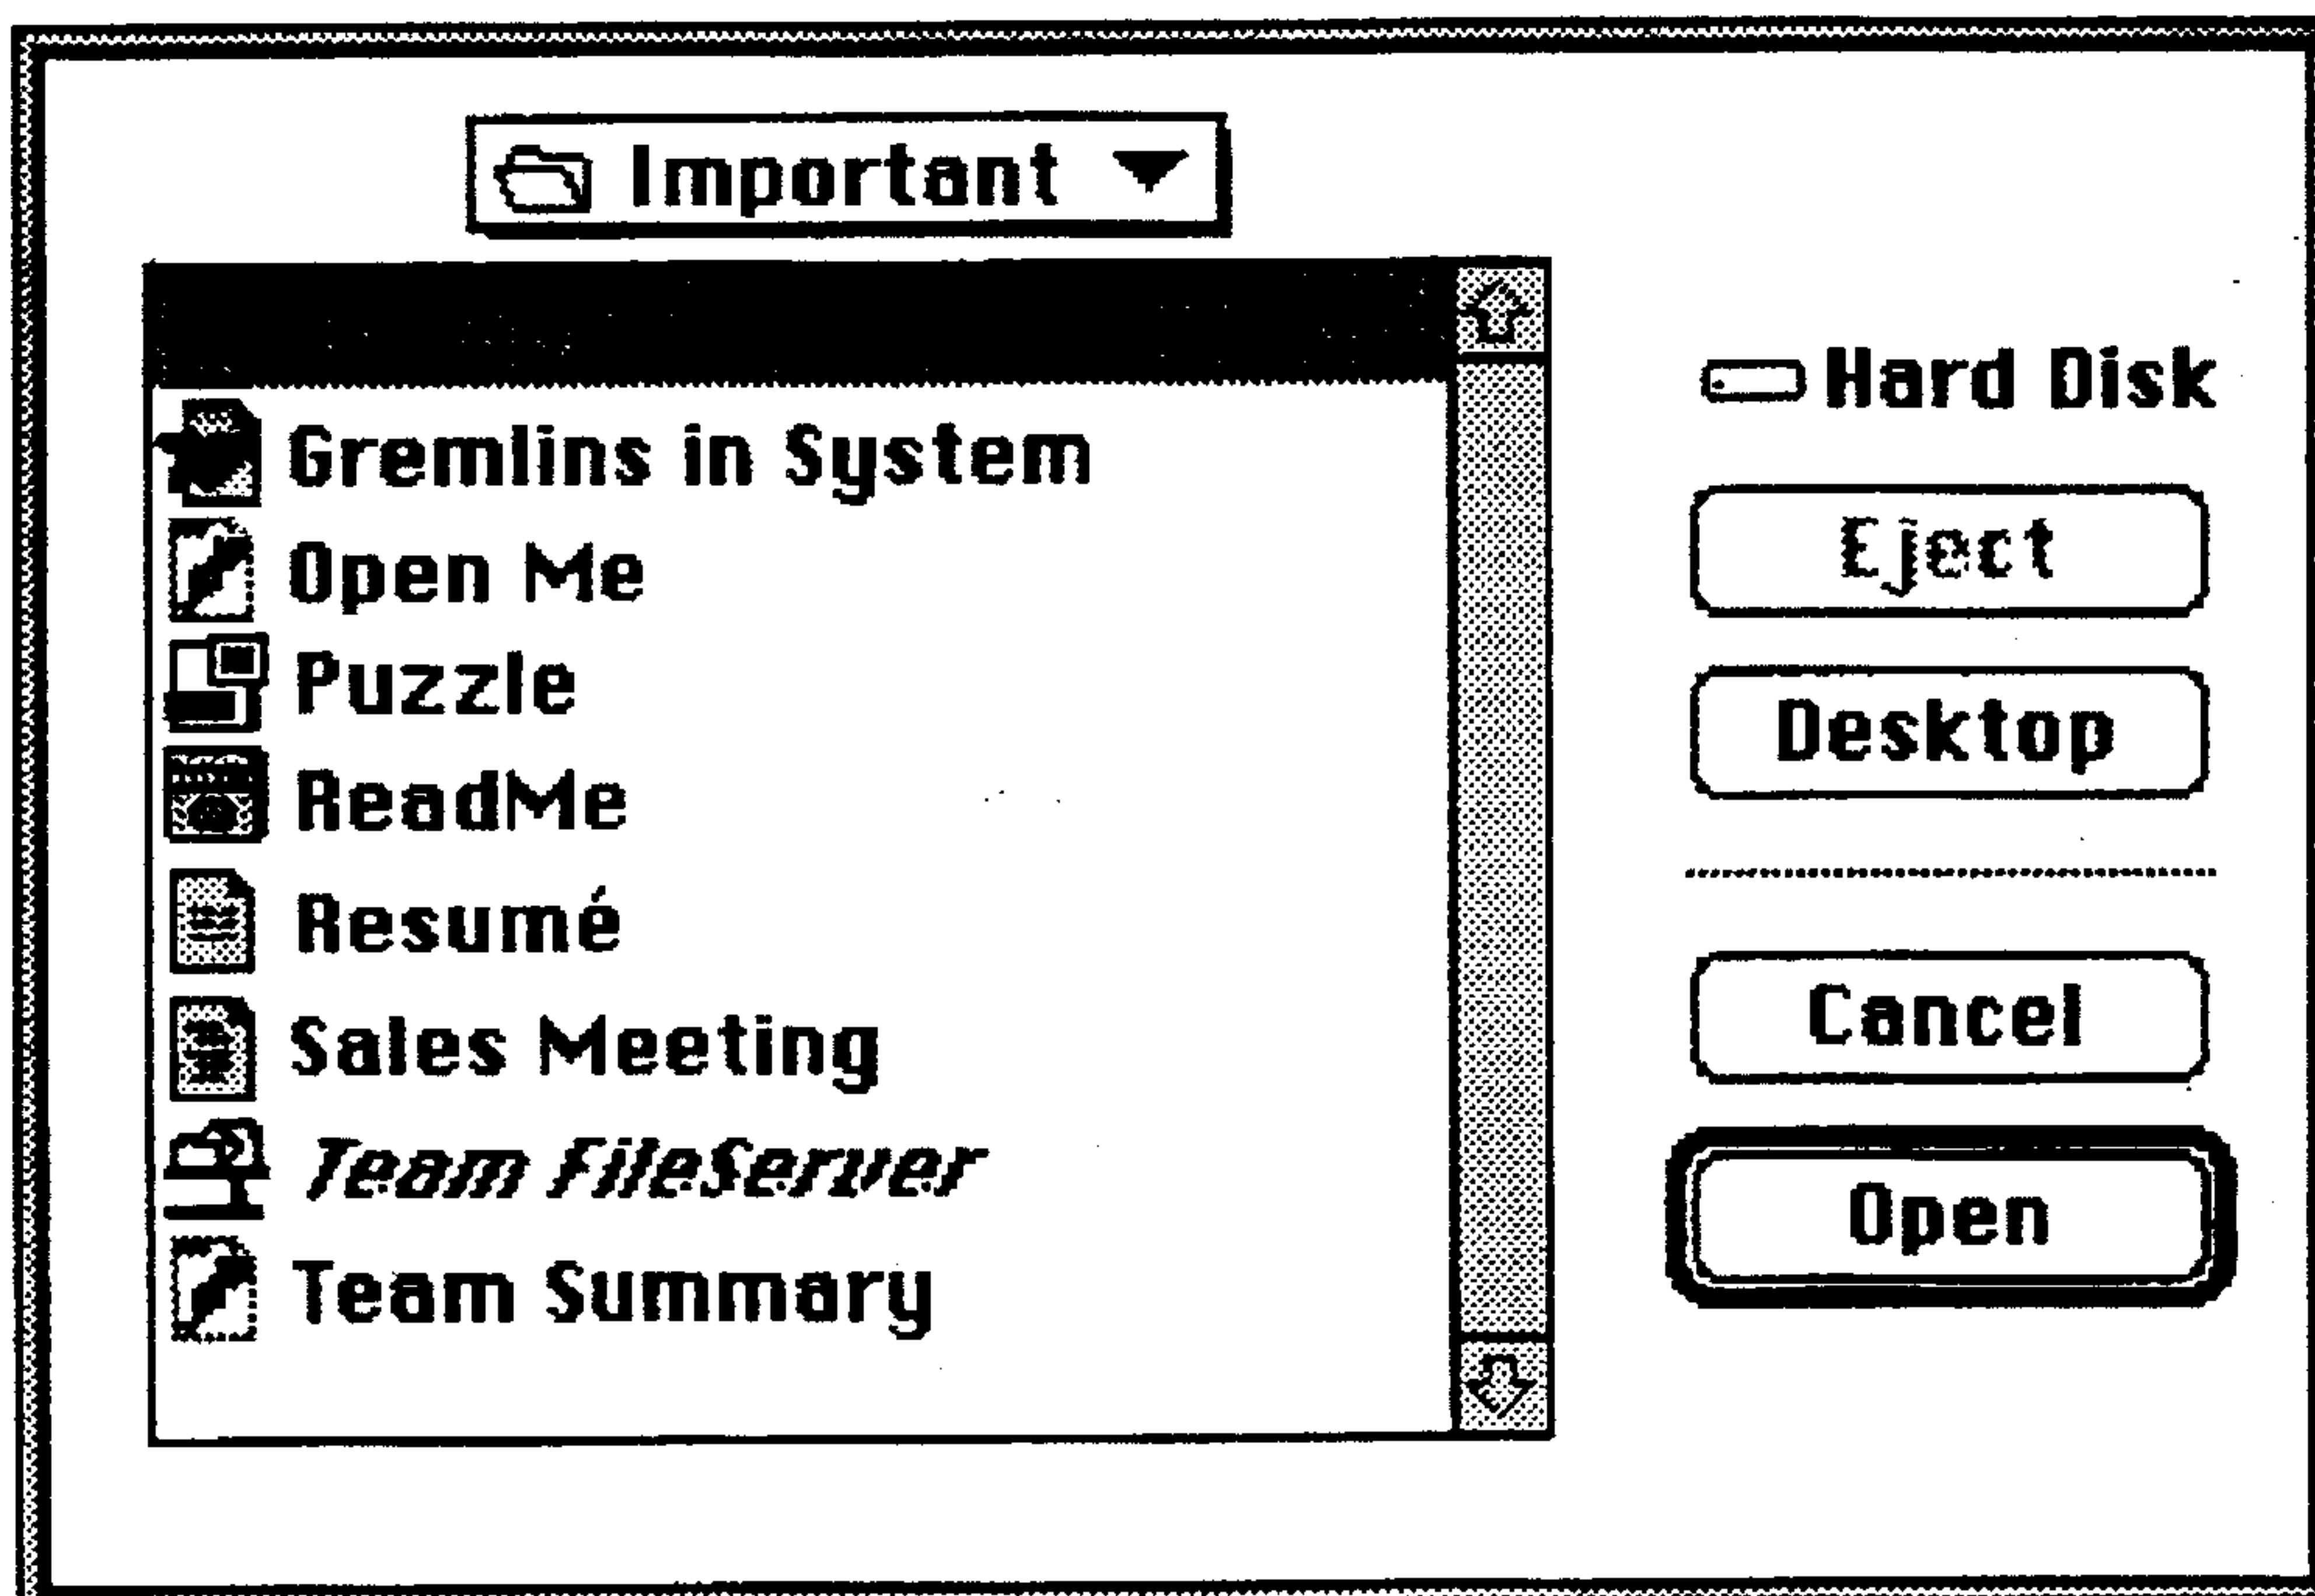 Important
Gremlins in System
Open Me
Puzzle
ReadMe
Resumé
Sales Meeting
Team FileServer
Team Summary
Hard Disk
Eject
Desktop
Cancel
Open